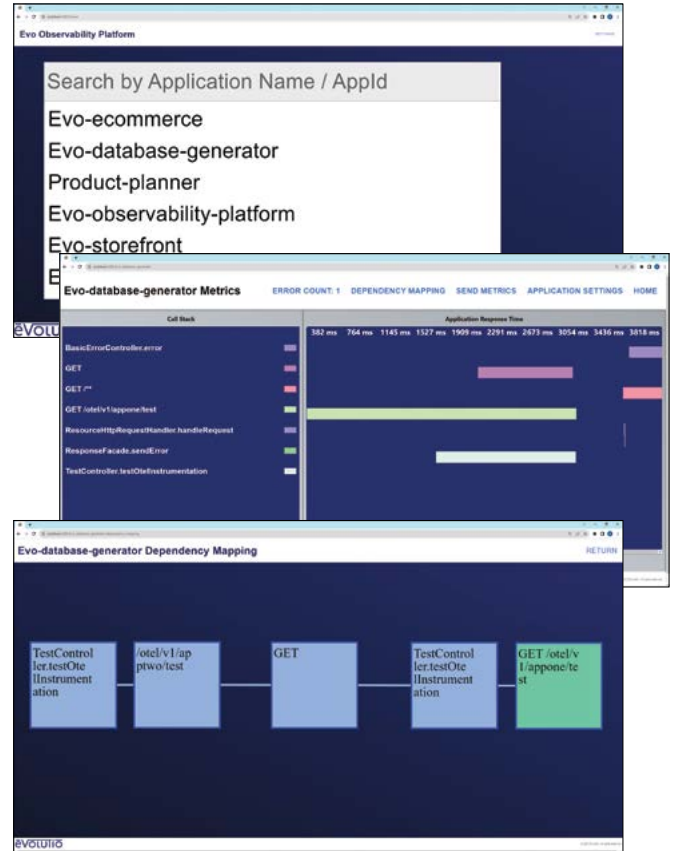 Evo Observability Platform
SETTINGS
Search by Application Name / AppId
Evo-ecommerce
Evo-database-generator
Product-planner
Evo-observability-platform
Evo-storefront
E
Evo-database-generator Metrics
ERROR COUNT: 1 DEPENDENCY MAPPING SEND METRICS APPLICATION SETTINGS HOME
Call Stack
Application Response Time
382 ms 764 ms 1145 ms 1527 ms 1909 ms 2291 ms 2673 ms 3054 ms 3436 ms 3818 ms
BasicErrorController.error
GET
GET /**
GET /otel/v1/appone/test
ResourceHttpRequestHandler.handleRequest
ResponseFacade.sendError
TestController.testOtelInstrumentation
eVOLU
Evo-database-generator Dependency Mapping
RETURN
TestControl
ler.testOte
lInstrument
ation
/otel/v1/ap
ptwo/test
GET
TestControl
ler.testOte
lInstrument
ation
GET /otel/v
1/appone/te
st
eVOLUTIO